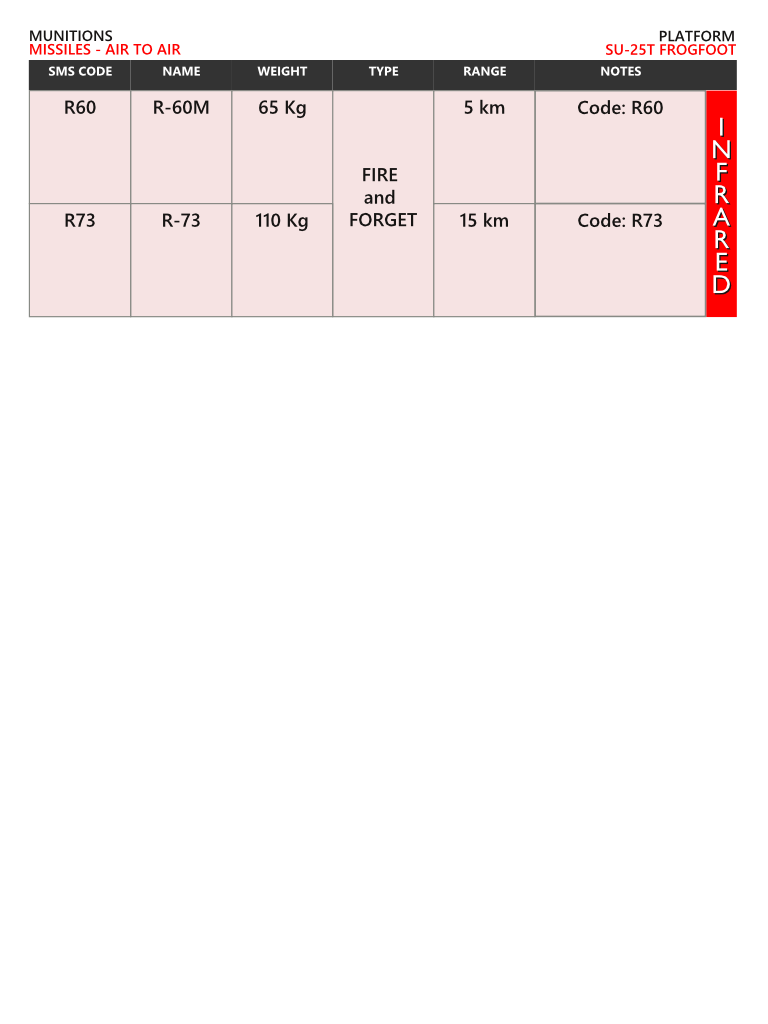 MUNITIONS
MISSILES - AIR TO AIR
PLATFORM
SU-25T FROGFOOT
SMS CODE NAME WEIGHT TYPE RANGE NOTES
R60 R-60M 65 Kg 5 km Code: R60
FIRE
and
FORGET
R73 R-73 110 Kg 15 km Code: R73
INFRARED